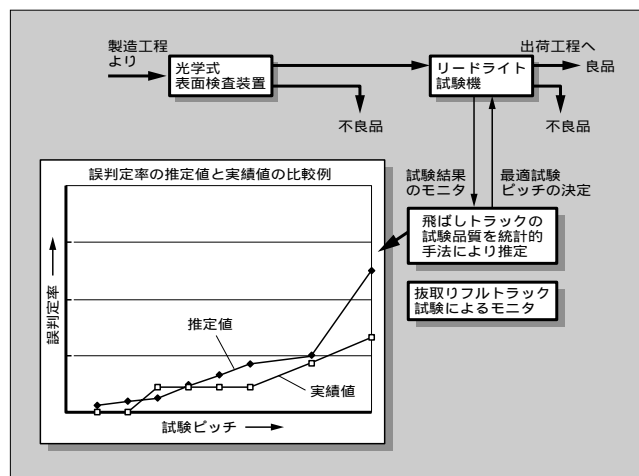 製造工程
より
光学式
表面検査装置
不良品
リードライト
試験機
出荷工程へ
良品
不良品
試験結果
のモニタ
最適試験
ピッチの決定
飛ばしトラックの
試験品質を統計的
手法により推定
抜取りフルトラック
試験によるモニタ
誤判定率の推定値と実績値の比較例
誤判定率
推定値
実績値
試験ピッチ